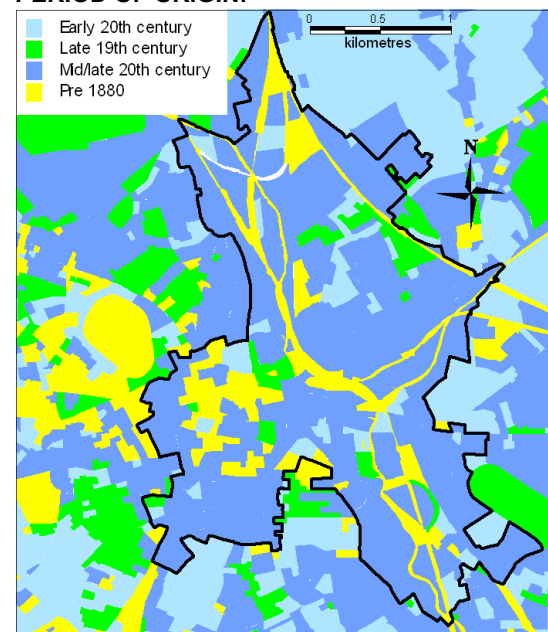 PERIOD OF ORIGIN:
Early 20th century
Late 19th century
Mid/late 20th century
Pre 1880
0 0.5 1
kilometres
N